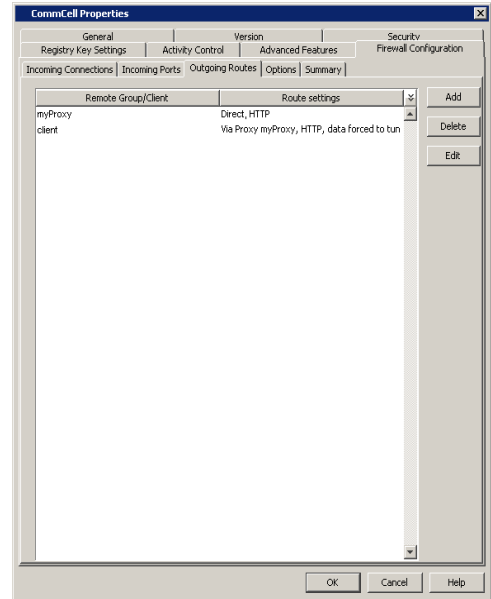 CommCell Properties
General Version Security
Registry Key Settings Activity Control Advanced Features Firewall Configuration
Incoming Connections Incoming Ports Outgoing Routes Options Summary
Remote Group/Client Route settings Add
myProxy Direct, HTTP
client Via Proxy myProxy, HTTP, data forced to tun Delete
Edit
OK Cancel Help